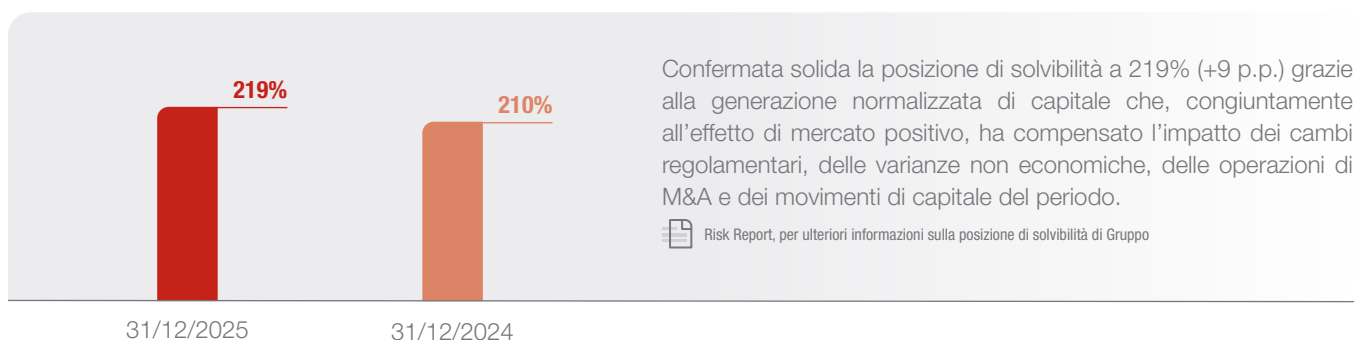 219%
210%
31/12/2025
31/12/2024
Confermata solida la posizione di solvibilità a 219% (+9 p.p.) grazie
alla generazione normalizzata di capitale che, congiuntamente
all’effetto di mercato positivo, ha compensato l’impatto dei cambi
regolamentari, delle varianze non economiche, delle operazioni di
M&A e dei movimenti di capitale del periodo.
Risk Report, per ulteriori informazioni sulla posizione di solvibilità di Gruppo